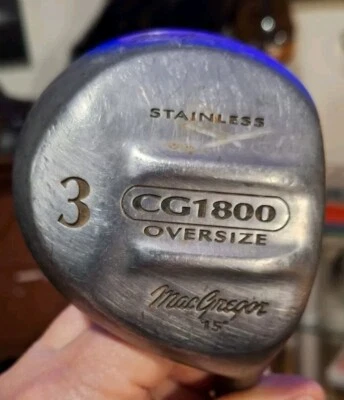 STAINLESS
3
CG1800
OVERSIZE
MacGregor
15°